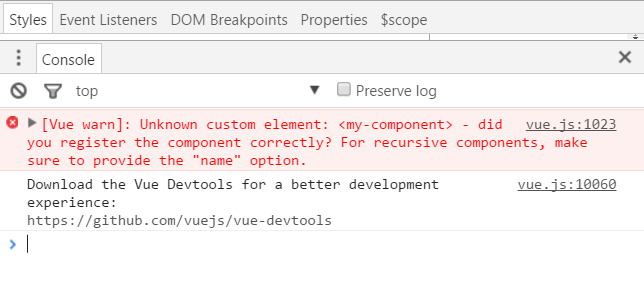 Styles Event Listeners DOM Breakpoints Properties $scope
Console
top Preserve log
[Vue warn]: Unknown custom element: <my-component> - did vue.js:1023
you register the component correctly? For recursive components, make
sure to provide the "name" option.
Download the Vue Devtools for a better development vue.js:10060
experience:
https://github.com/vuejs/vue-devtools